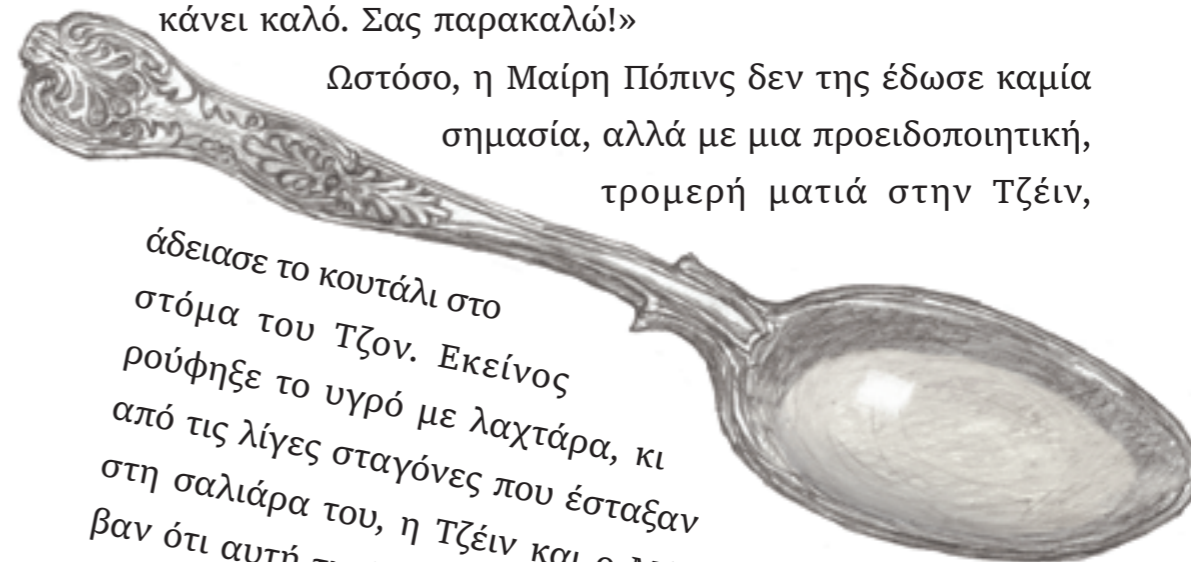 κάνει καλό. Σας παρακαλώ!»
Ωστόσο, η Μαίρη Πόπινς δεν της έδωσε καμία
σημασία, αλλά με μια προειδοποιητική,
τρομερή ματιά στην Τζέιν,
άδειασε το κουτάλι στο
στόμα του Τζον. Εκείνος
ρούφηξε το υγρό με λαχτάρα, κι
από τις λίγες σταγόνες που έσταξαν
στη σαλιάρα του, η Τζέιν και ο
βαν ότι αυτή